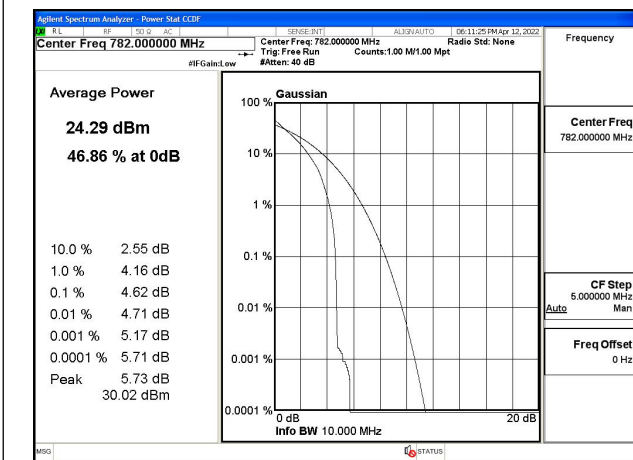 Agilent Spectrum Analyzer - Power Stat CCDF
RL RF 50 Ω AC SENSE:INT ALIGN AUTO 06:11:25 PM Apr 12, 2022
Center Freq 782.000000 MHz
Center Freq: 782.000000 MHz Radio Std: None
Trig: Free Run Counts:1.00 M/1.00 Mpt
#IFGain:Low #Atten: 40 dB
Frequency
Average Power
24.29 dBm
46.86 % at 0dB
10.0 % 2.55 dB
1.0 % 4.16 dB
0.1 % 4.62 dB
0.01 % 4.71 dB
0.001 % 5.17 dB
0.0001 % 5.71 dB
Peak 5.73 dB
30.02 dBm
Gaussian
100 %
10 %
1 %
0.1 %
0.01 %
0.001 %
0.0001 %
0 dB 20 dB
Info BW 10.000 MHz
Center Freq
782.000000 MHz
CF Step
5.000000 MHz
Auto Man
Freq Offset
0 Hz
MSG STATUS